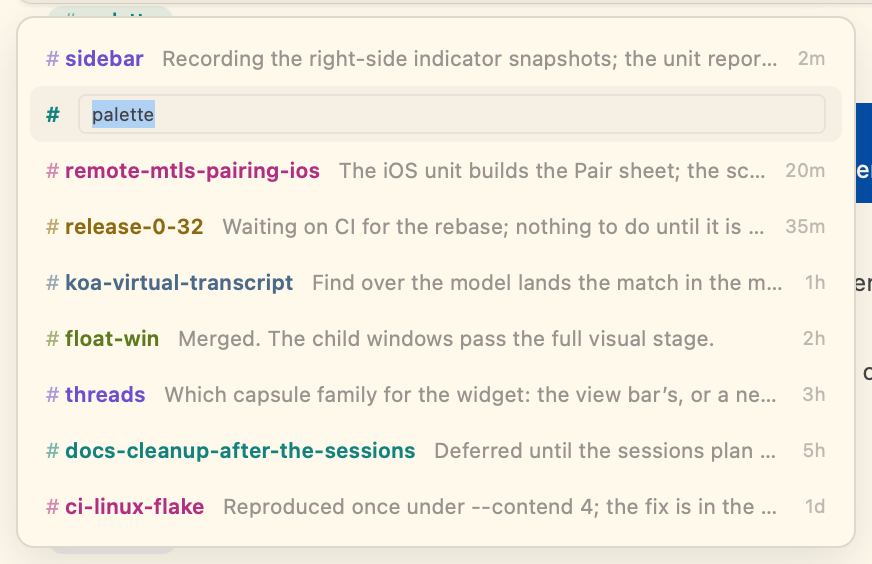 # sidebar Recording the right-side indicator snapshots; the unit repor... 2m
# palette
# remote-mtls-pairing-ios The iOS unit builds the Pair sheet; the sc... 20m
# release-0-32 Waiting on CI for the rebase; nothing to do until it is ... 35m
# koa-virtual-transcript Find over the model lands the match in the m... 1h
# float-win Merged. The child windows pass the full visual stage. 2h
# threads Which capsule family for the widget: the view bar’s, or a ne... 3h
# docs-cleanup-after-the-sessions Deferred until the sessions plan ... 5h
# ci-linux-flake Reproduced once under --contend 4; the fix is in the ... 1d